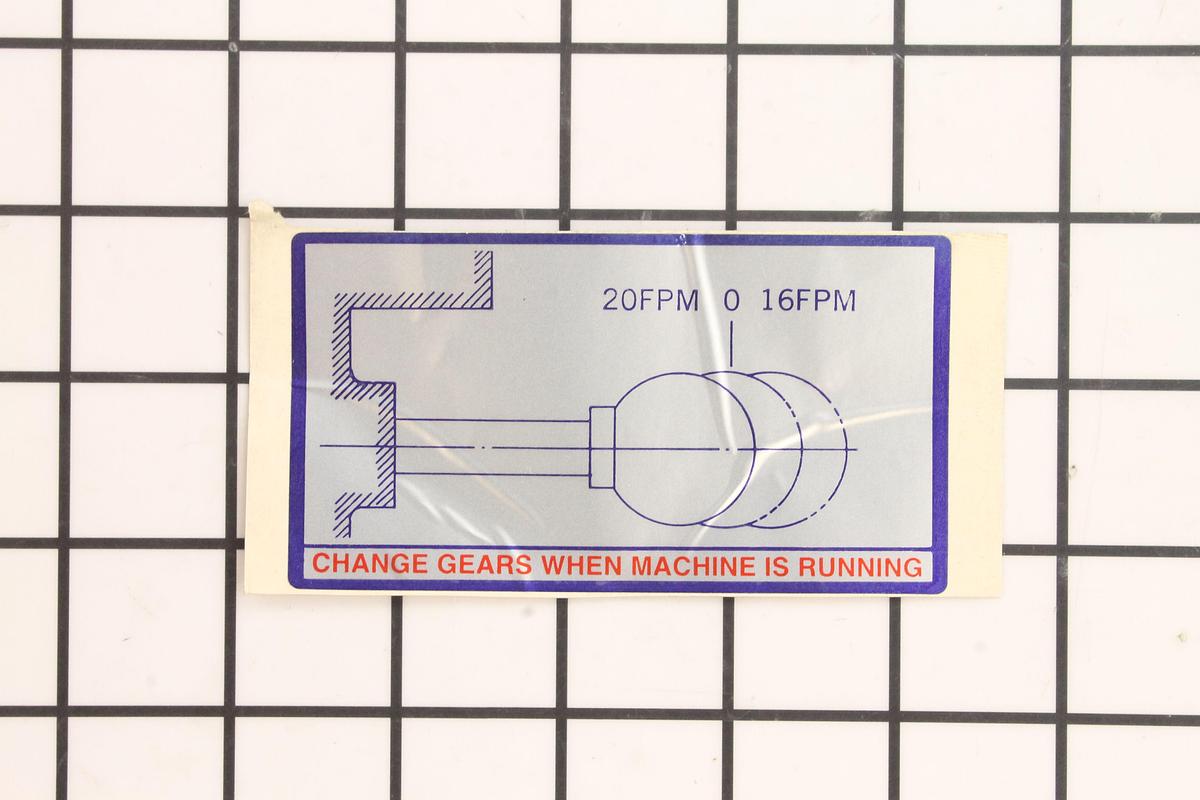 20FPM 0 16FPM
CHANGE GEARS WHEN MACHINE IS RUNNING